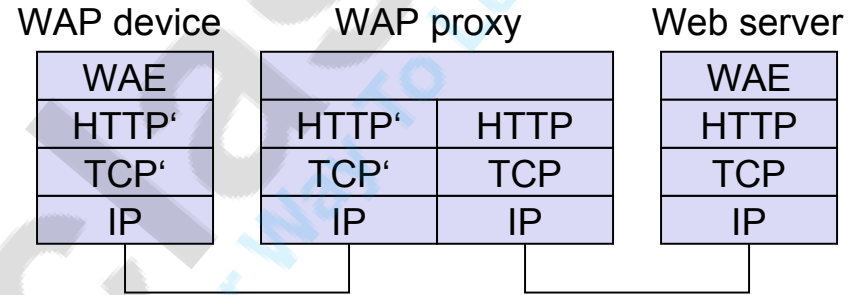 WAP device WAP proxy Web server
WAE WAE
HTTP‘ HTTP‘ HTTP HTTP
TCP‘ TCP‘ TCP TCP
IP IP IP IP